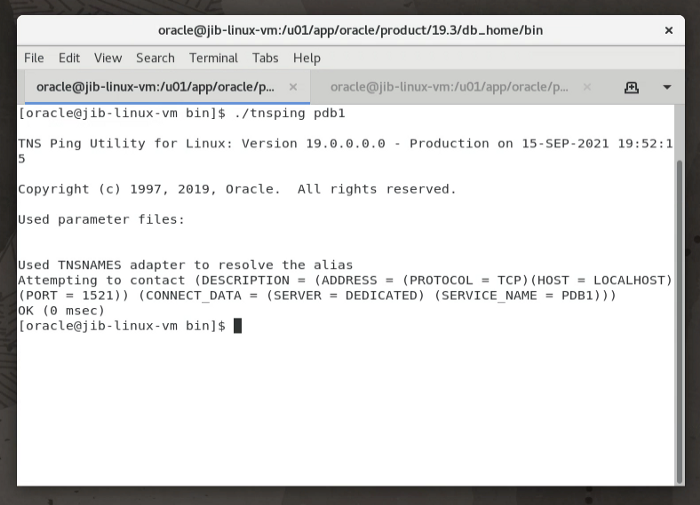 oracle@jib-linux-vm:/u01/app/oracle/product/19.3/db_home/bin
File Edit View Search Terminal Tabs Help
oracle@jib-linux-vm:/u01/app/oracle/p... oracle@jib-linux-vm:/u01/app/oracle/p...
[oracle@jib-linux-vm bin]$ ./tnsping pdb1
TNS Ping Utility for Linux: Version 19.0.0.0.0 - Production on 15-SEP-2021 19:52:1
5
Copyright (c) 1997, 2019, Oracle.  All rights reserved.
Used parameter files:
Used TNSNAMES adapter to resolve the alias
Attempting to contact (DESCRIPTION = (ADDRESS = (PROTOCOL = TCP)(HOST = LOCALHOST)
(PORT = 1521)) (CONNECT_DATA = (SERVER = DEDICATED) (SERVICE_NAME = PDB1)))
OK (0 msec)
[oracle@jib-linux-vm bin]$